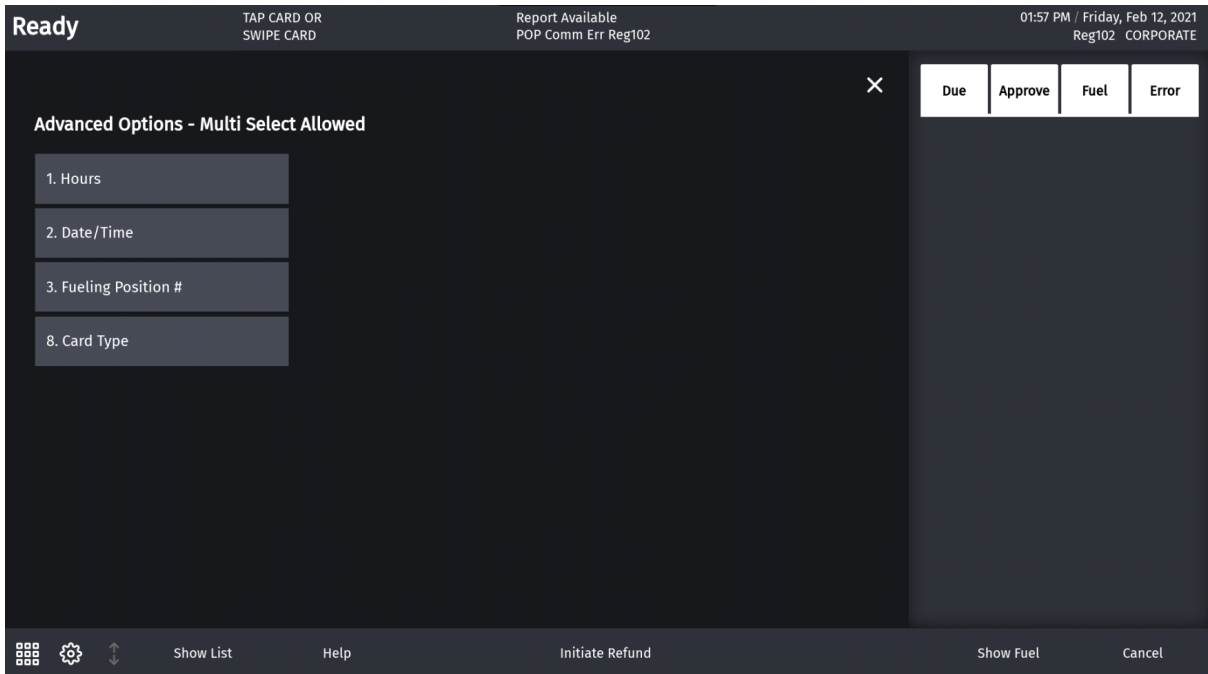 Ready
TAP CARD OR
SWIPE CARD
Report Available
POP Comm Err Reg102
01:57 PM / Friday, Feb 12, 2021
Reg102 CORPORATE
Due Approve Fuel Error
Advanced Options - Multi Select Allowed
1. Hours
2. Date/Time
3. Fueling Position #
8. Card Type
Show List Help Initiate Refund Show Fuel Cancel